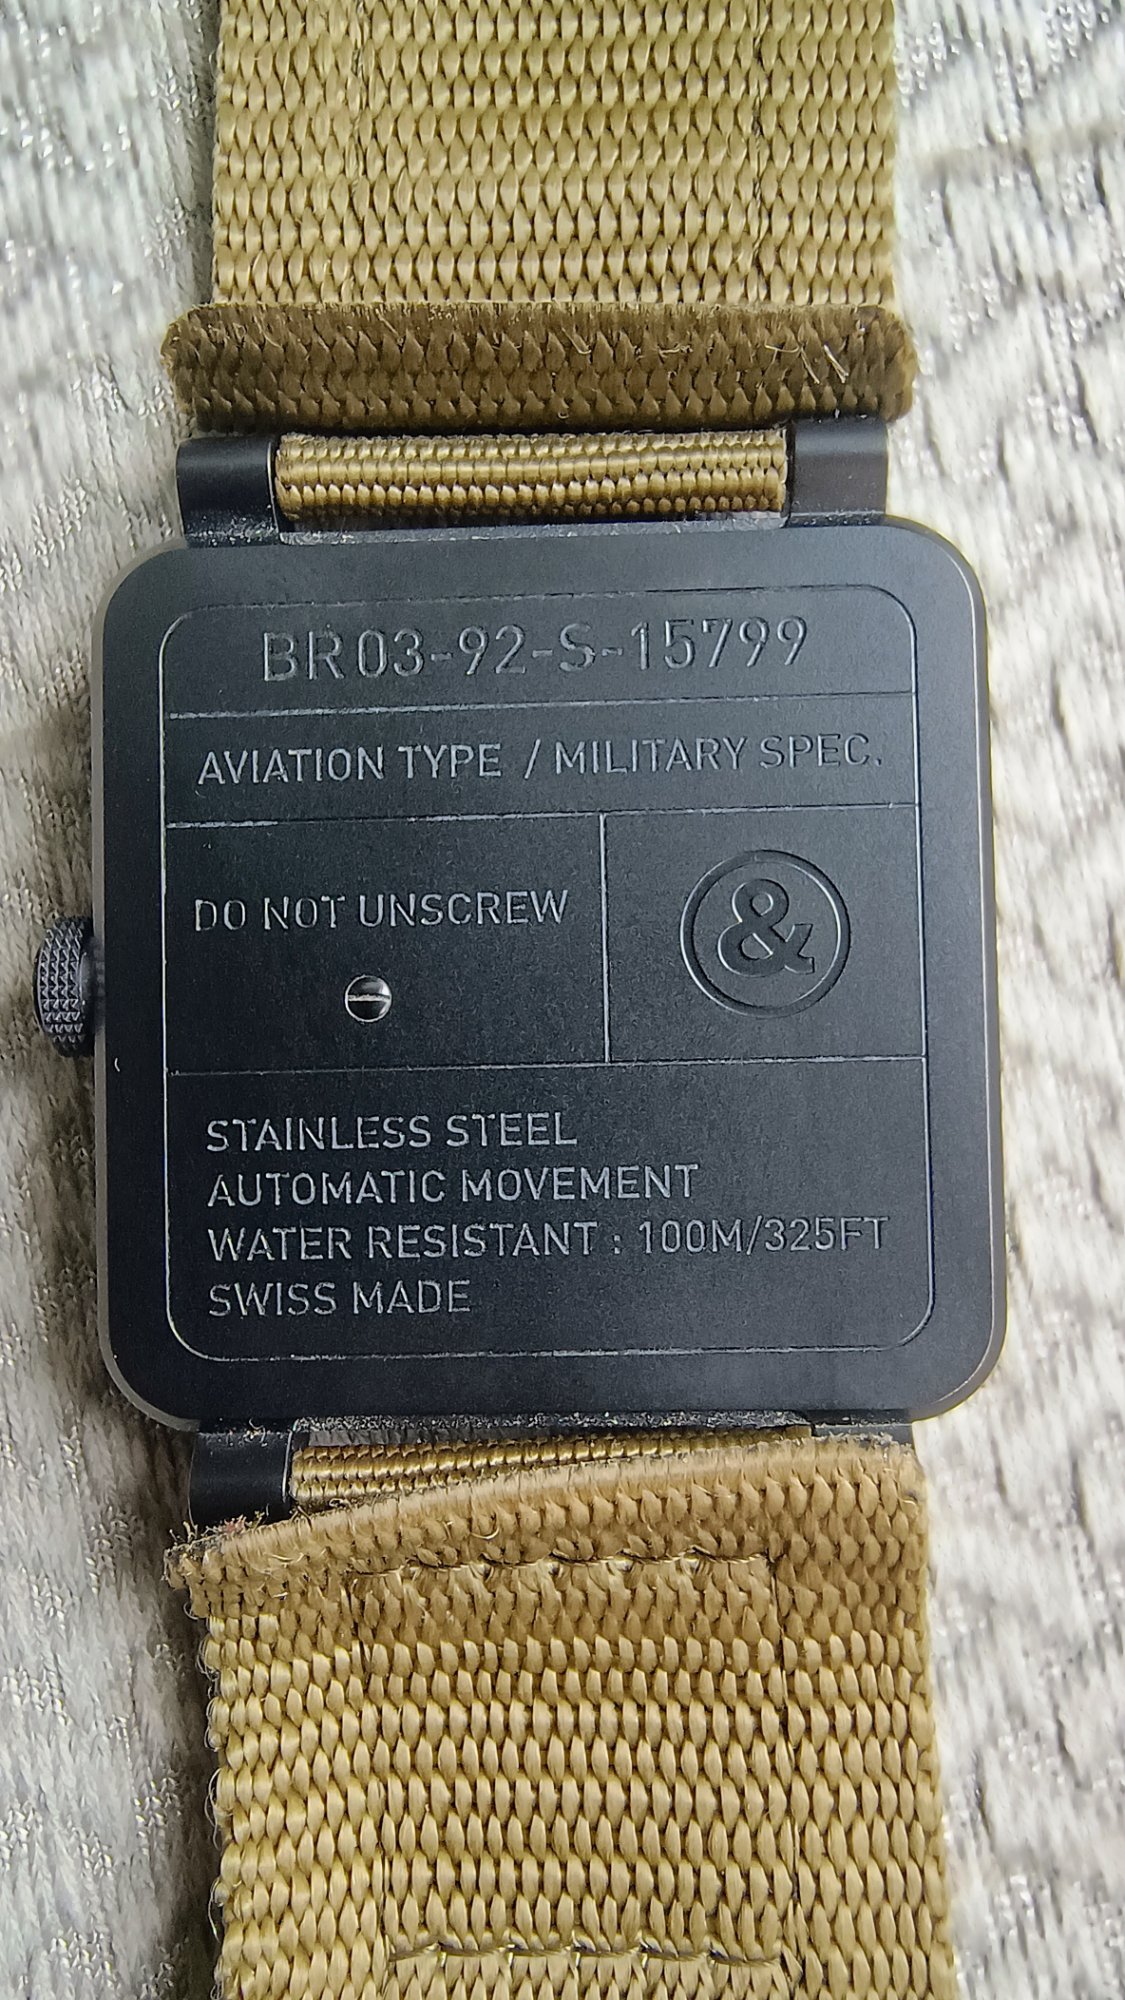 BR03-92-S-15799
AVIATION TYPE / MILITARY SPEC.
DO NOT UNSCREW
&
STAINLESS STEEL
AUTOMATIC MOVEMENT
WATER RESISTANT : 100M/325FT
SWISS MADE